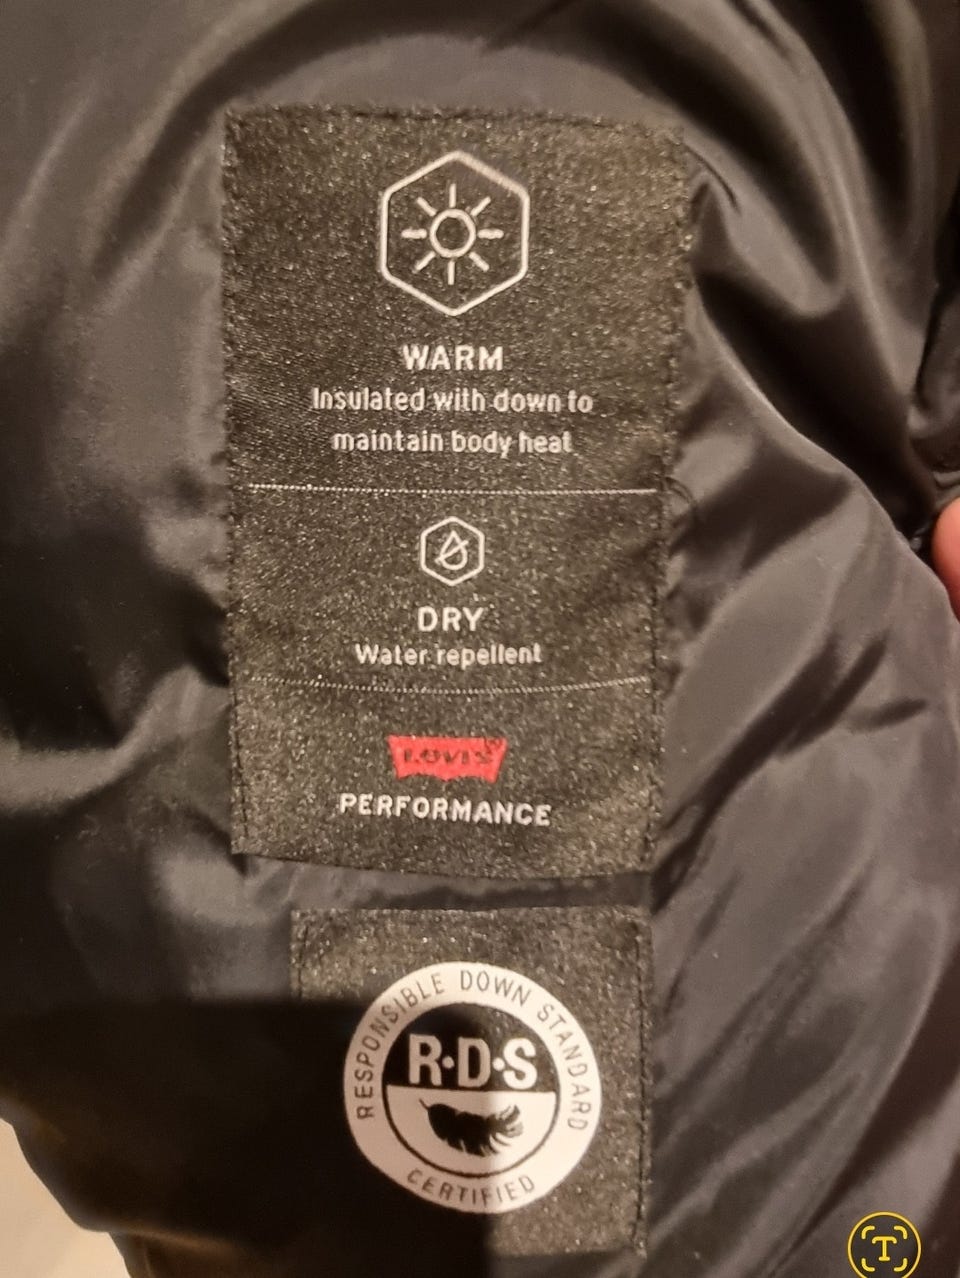 WARM
Insulated with down to
maintain body heat
DRY
Water repellent
LEVI'S
PERFORMANCE
RESPONSIBLE DOWN STANDARD
R·D·S
CERTIFIED
T